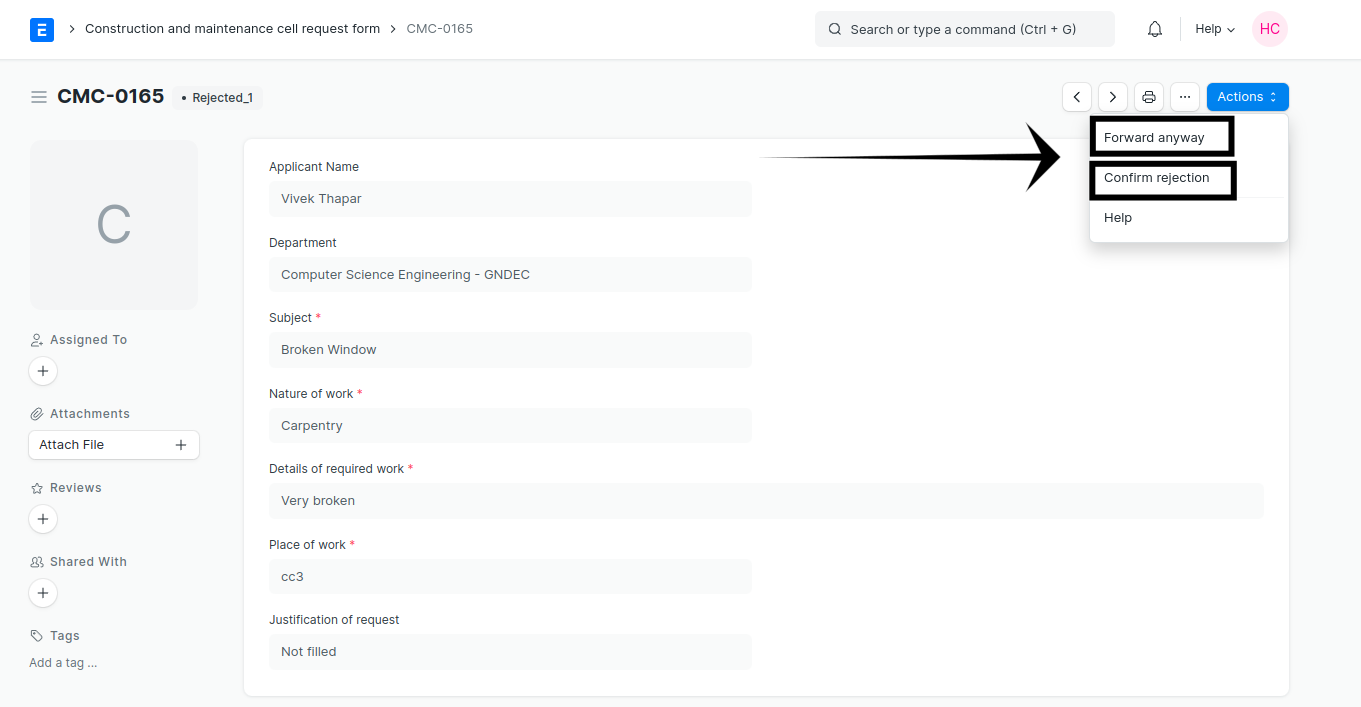 E
Construction and maintenance cell request form
CMC-0165
Search or type a command (Ctrl + G)
Help
HC
CMC-0165
Rejected_1
Actions
Forward anyway
Confirm rejection
Help
C
Assigned To
Attachments
Attach File
Reviews
Shared With
Tags
Add a tag ...
Applicant Name
Vivek Thapar
Department
Computer Science Engineering - GNDEC
Subject *
Broken Window
Nature of work *
Carpentry
Details of required work *
Very broken
Place of work *
cc3
Justification of request
Not filled